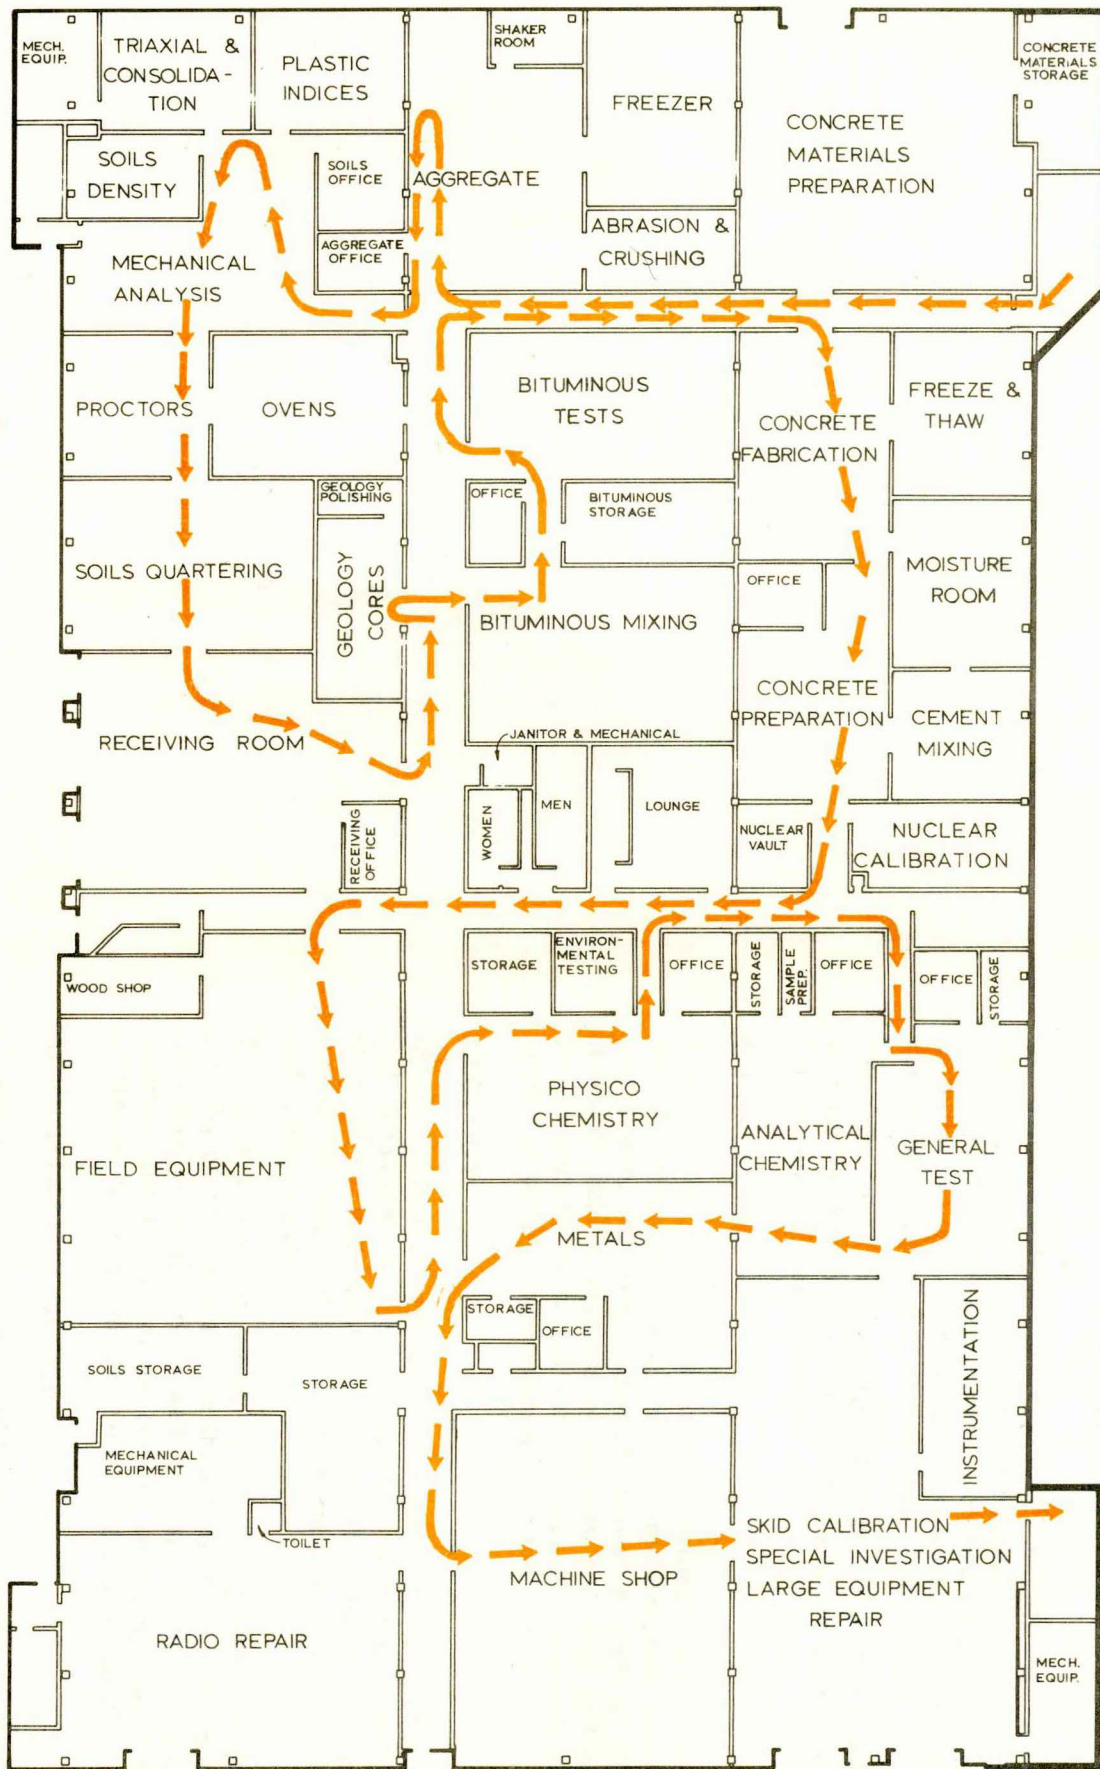 MECH.
EQUIP.
TRIAXIAL &
CONSOLIDA-
TION
PLASTIC
INDICES
SHAKER
ROOM
FREEZER
CONCRETE
MATERIALS
PREPARATION
CONCRETE
MATERIALS
STORAGE
SOILS
DENSITY
SOILS
OFFICE
AGGREGATE
AGGREGATE
OFFICE
ABRASION &
CRUSHING
MECHANICAL
ANALYSIS
PROCTORS
OVENS
BITUMINOUS
TESTS
CONCRETE
FABRICATION
FREEZE &
THAW
GEOLOGY
POLISHING
OFFICE
BITUMINOUS
STORAGE
SOILS QUARTERING
GEOLOGY
CORES
BITUMINOUS MIXING
OFFICE
MOISTURE
ROOM
CONCRETE
PREPARATION
CEMENT
MIXING
RECEIVING ROOM
JANITOR & MECHANICAL
WOMEN
MEN
LOUNGE
RECEIVING
OFFICE
NUCLEAR
VAULT
NUCLEAR
CALIBRATION
WOOD SHOP
STORAGE
ENVIRON-
MENTAL
TESTING
OFFICE
STORAGE
SAMPLE
PREP.
OFFICE
OFFICE
STORAGE
PHYSICO
CHEMISTRY
ANALYTICAL
CHEMISTRY
GENERAL
TEST
FIELD EQUIPMENT
METALS
STORAGE
OFFICE
INSTRUMENTATION
SOILS STORAGE
STORAGE
MECHANICAL
EQUIPMENT
TOILET
MACHINE SHOP
SKID CALIBRATION
SPECIAL INVESTIGATION
LARGE EQUIPMENT
REPAIR
RADIO REPAIR
MECH.
EQUIP.